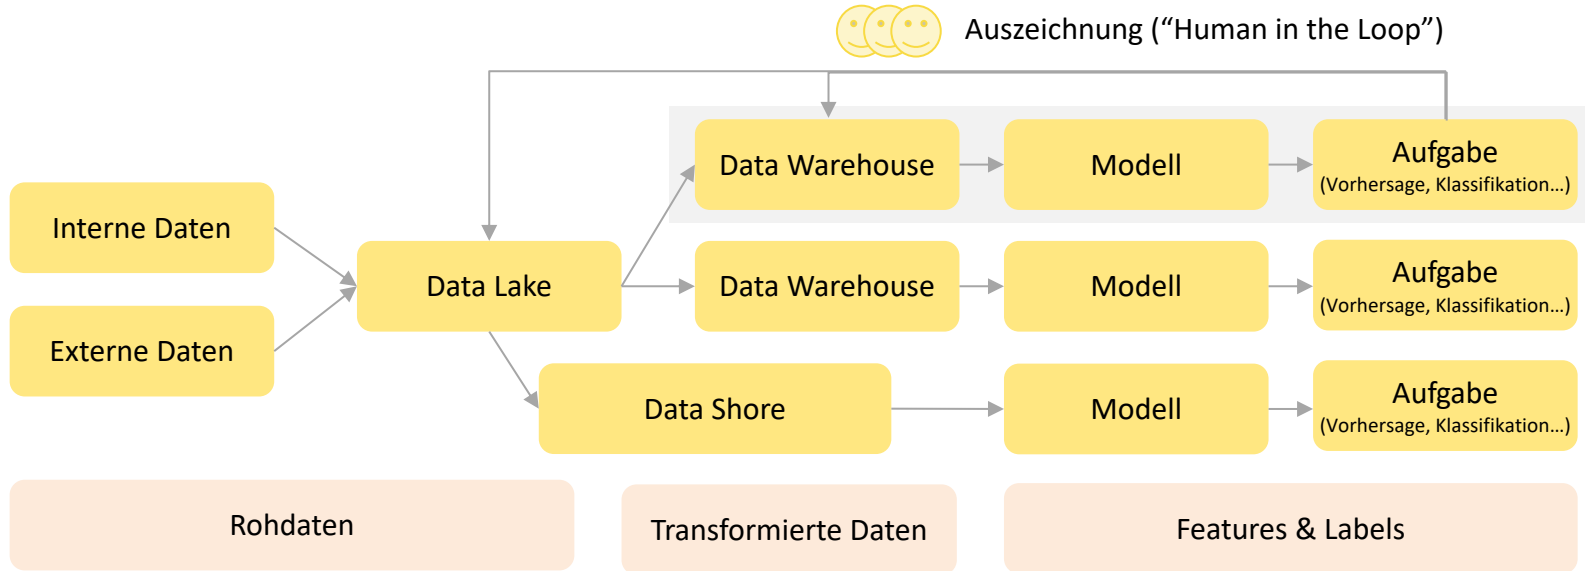 Auszeichnung (“Human in the Loop”)
Data Warehouse
Modell
Aufgabe
(Vorhersage, Klassifikation...)
Interne Daten
Externe Daten
Data Lake
Data Warehouse
Modell
Aufgabe
(Vorhersage, Klassifikation...)
Data Shore
Modell
Aufgabe
(Vorhersage, Klassifikation...)
Rohdaten
Transformierte Daten
Features & Labels